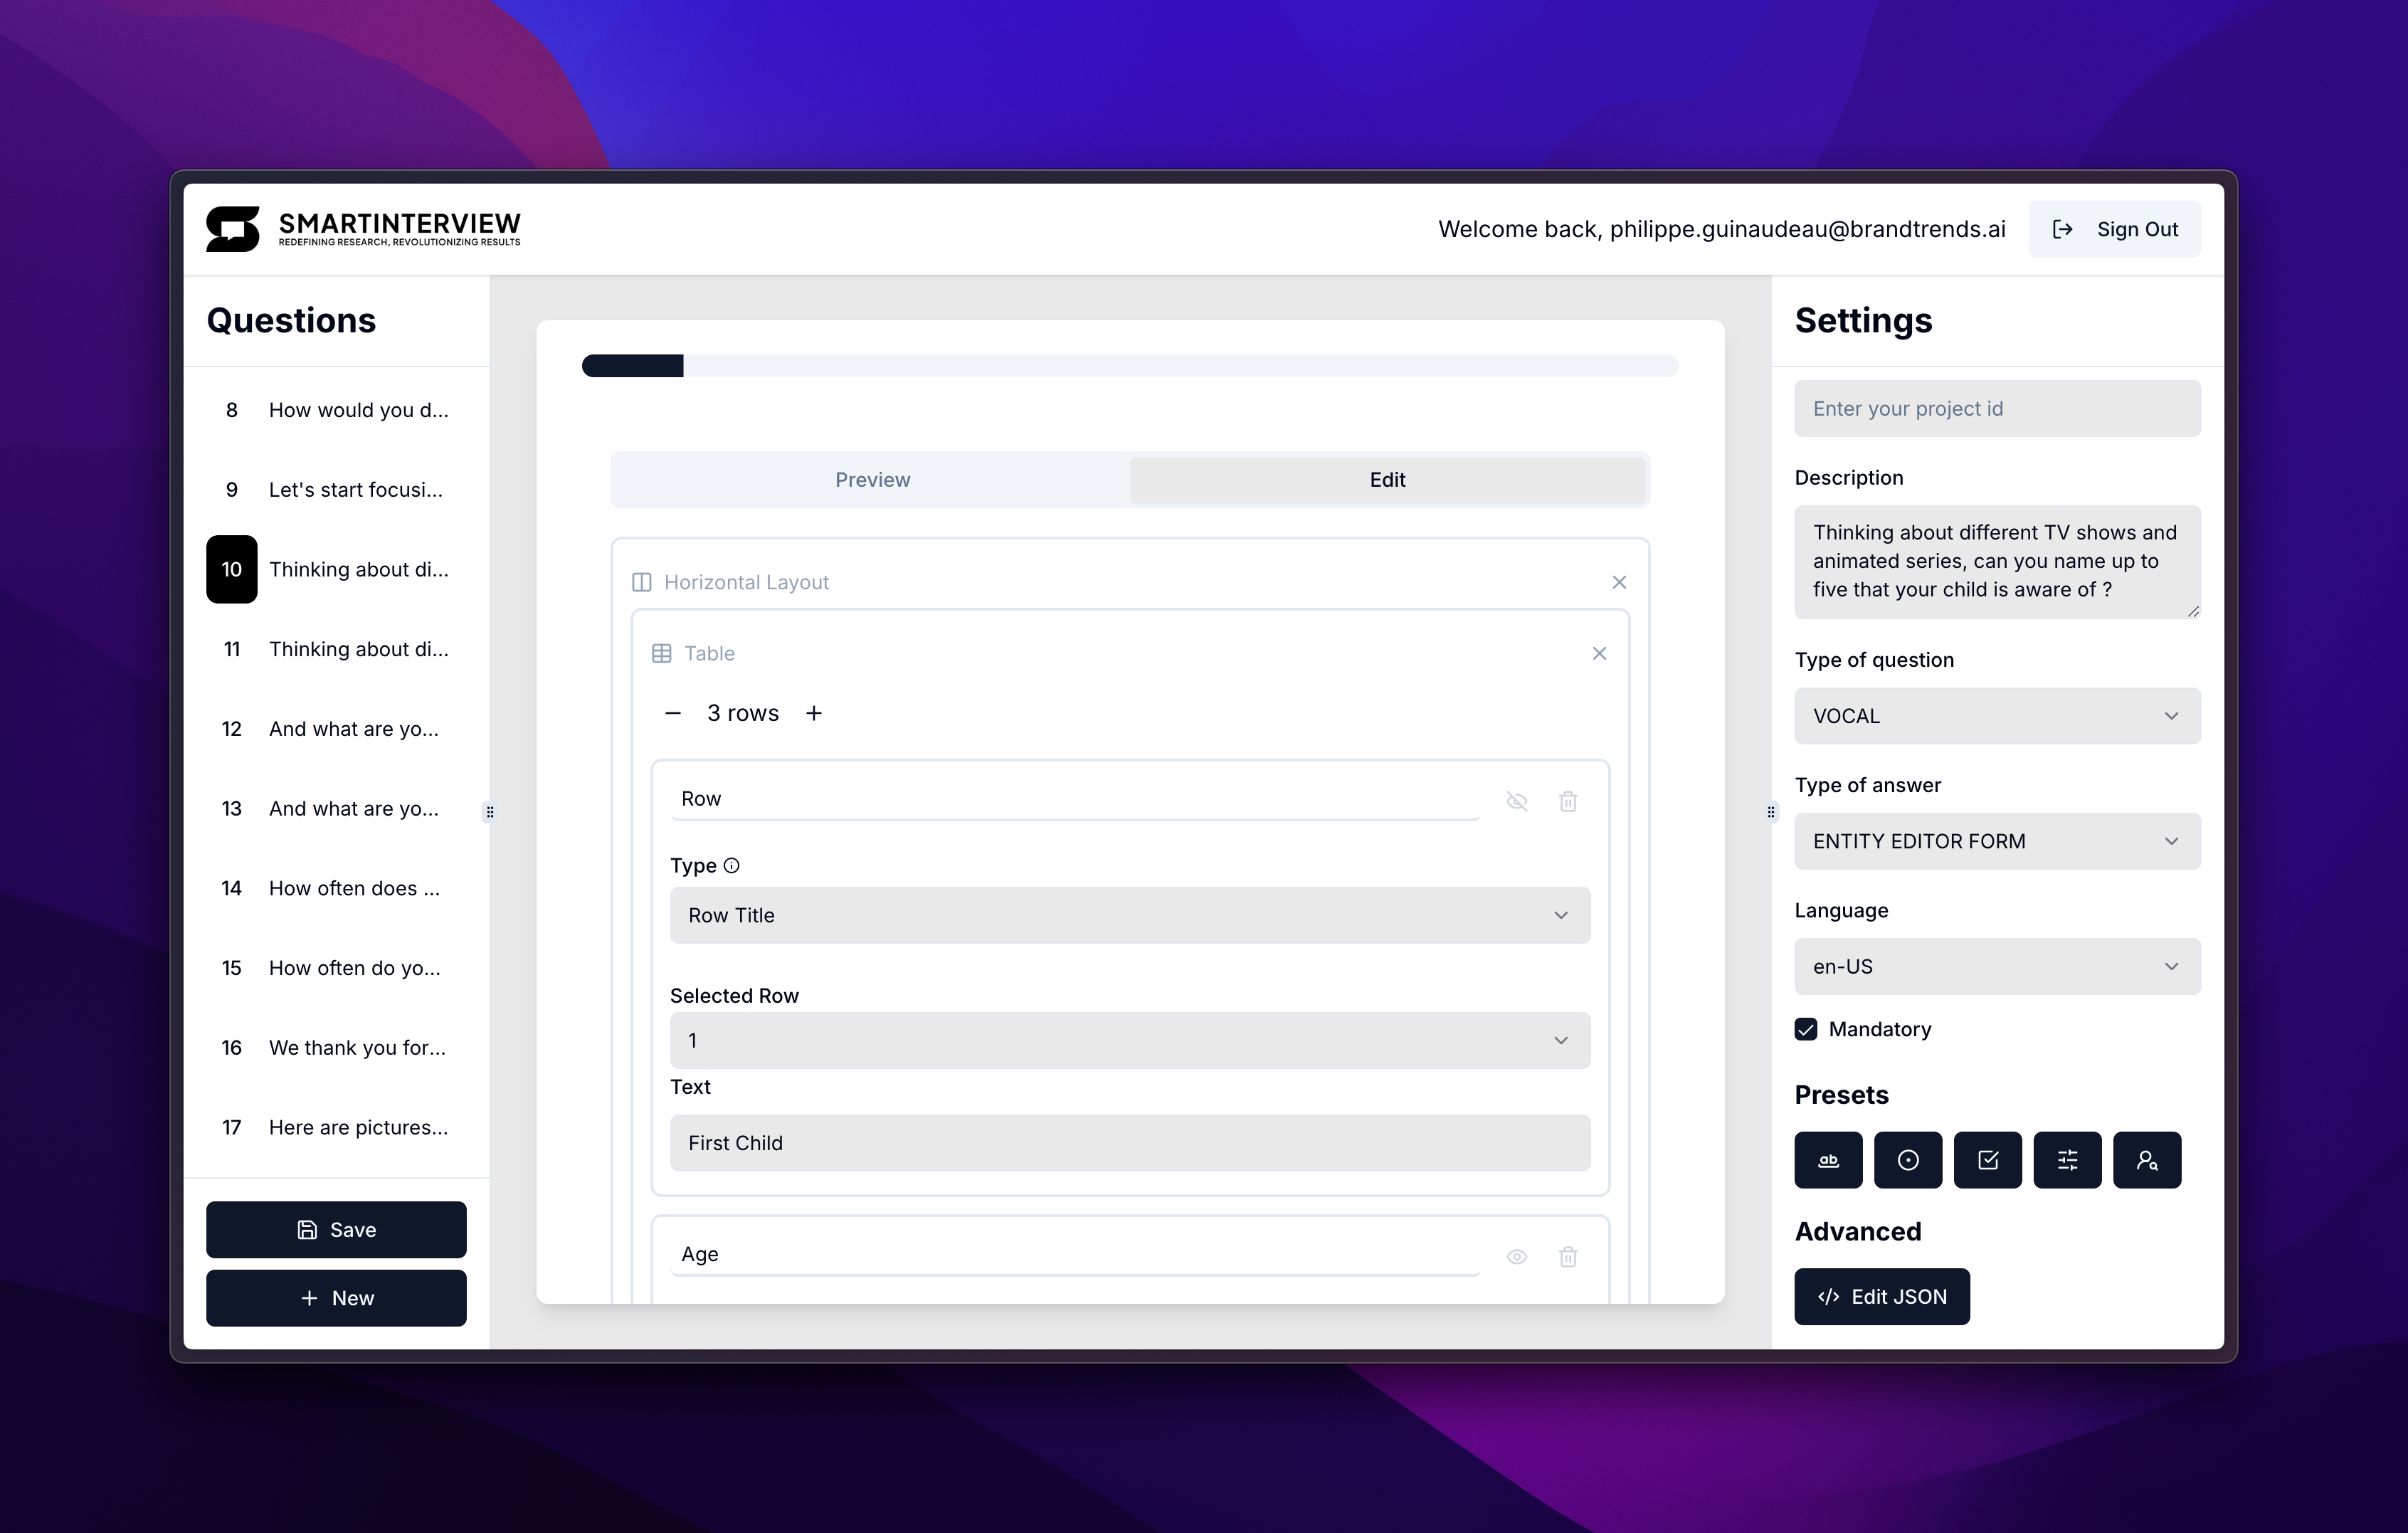 SMARTINTERVIEW
REDEFINING RESEARCH, REVOLUTIONIZING RESULTS
Welcome back, philippe.guinaudeau@brandtrends.ai
Sign Out
Questions
8 How would you d...
9 Let's start focusi...
10 Thinking about di...
11 Thinking about di...
12 And what are yo...
13 And what are yo...
14 How often does ...
15 How often do yo...
16 We thank you for...
17 Here are pictures...
Save
New
Preview
Edit
Horizontal Layout
Table
3 rows
Row
Type
Row Title
Selected Row
1
Text
First Child
Age
Settings
Enter your project id
Description
Thinking about different TV shows and
animated series, can you name up to
five that your child is aware of ?
Type of question
VOCAL
Type of answer
ENTITY EDITOR FORM
Language
en-US
Mandatory
Presets
ab
Advanced
Edit JSON